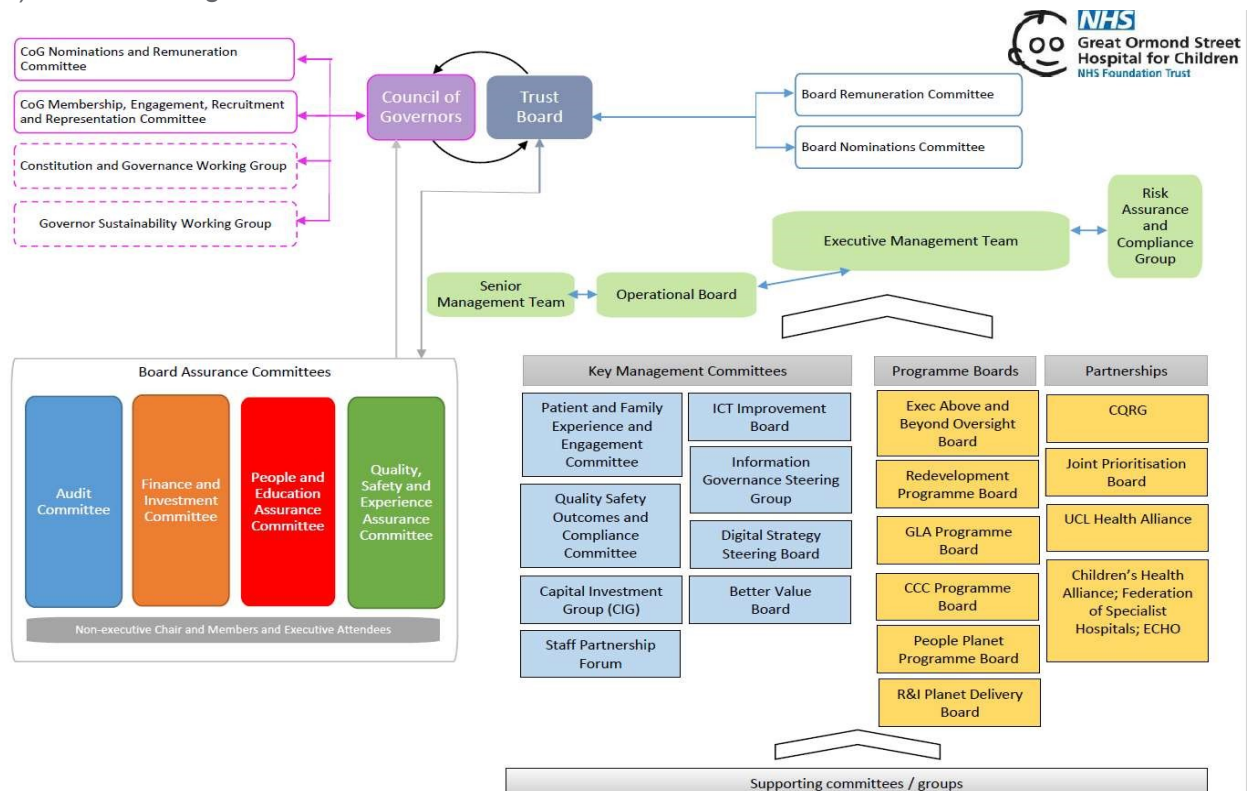 NHS
Great Ormond Street
Hospital for Children
NHS Foundation Trust
CoG Nominations and Remuneration
Committee
CoG Membership, Engagement, Recruitment
and Representation Committee
Constitution and Governance Working Group
Governor Sustainability Working Group
Council of
Governors
Trust
Board
Board Remuneration Committee
Board Nominations Committee
Risk
Assurance
and
Compliance
Group
Executive Management Team
Senior
Management Team
Operational Board
Board Assurance Committees
Audit
Committee
Finance and
Investment
Committee
People and
Education
Assurance
Committee
Quality,
Safety and
Experience
Assurance
Committee
Non-executive Chair and Members and Executive Attendees
Key Management Committees
Patient and Family
Experience and
Engagement
Committee
Quality Safety
Outcomes and
Compliance
Committee
Capital Investment
Group (CIG)
Staff Partnership
Forum
ICT Improvement
Board
Information
Governance Steering
Group
Digital Strategy
Steering Board
Better Value
Board
Programme Boards
Exec Above and
Beyond Oversight
Board
Redevelopment
Programme Board
GLA Programme
Board
CCC Programme
Board
People Planet
Programme Board
R&I Planet Delivery
Board
Partnerships
CQRG
Joint Prioritisation
Board
UCL Health Alliance
Children's Health
Alliance; Federation
of Specialist
Hospitals; ECHO
Supporting committees / groups